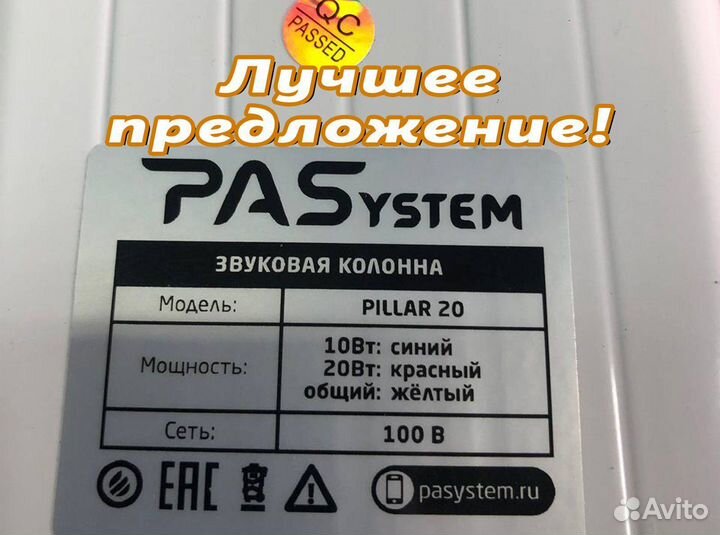 QC
PASSED
Лучшее
предложение!
PASYSTEM
ЗВУКОВАЯ КОЛОННА
Модель: PILLAR 20
Мощность: 10Вт: синий
20Вт: красный
общий: жёлтый
Сеть: 100 В
EAC pasystem.ru
Avito